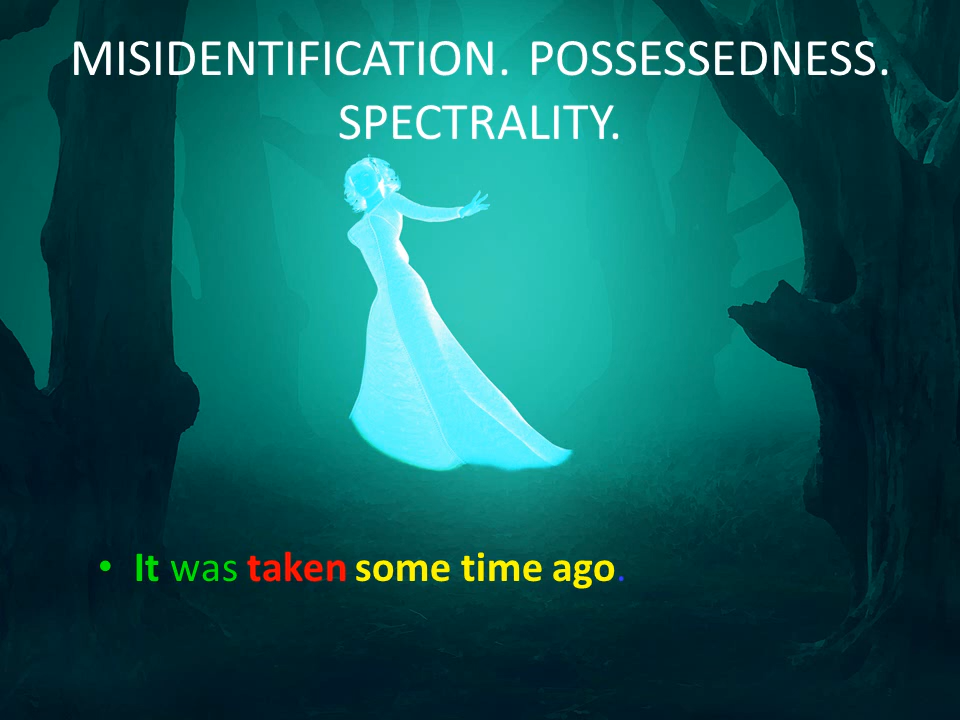 MISIDENTIFICATION. POSSESSEDNESS.
SPECTRALITY.
• It was taken some time ago.